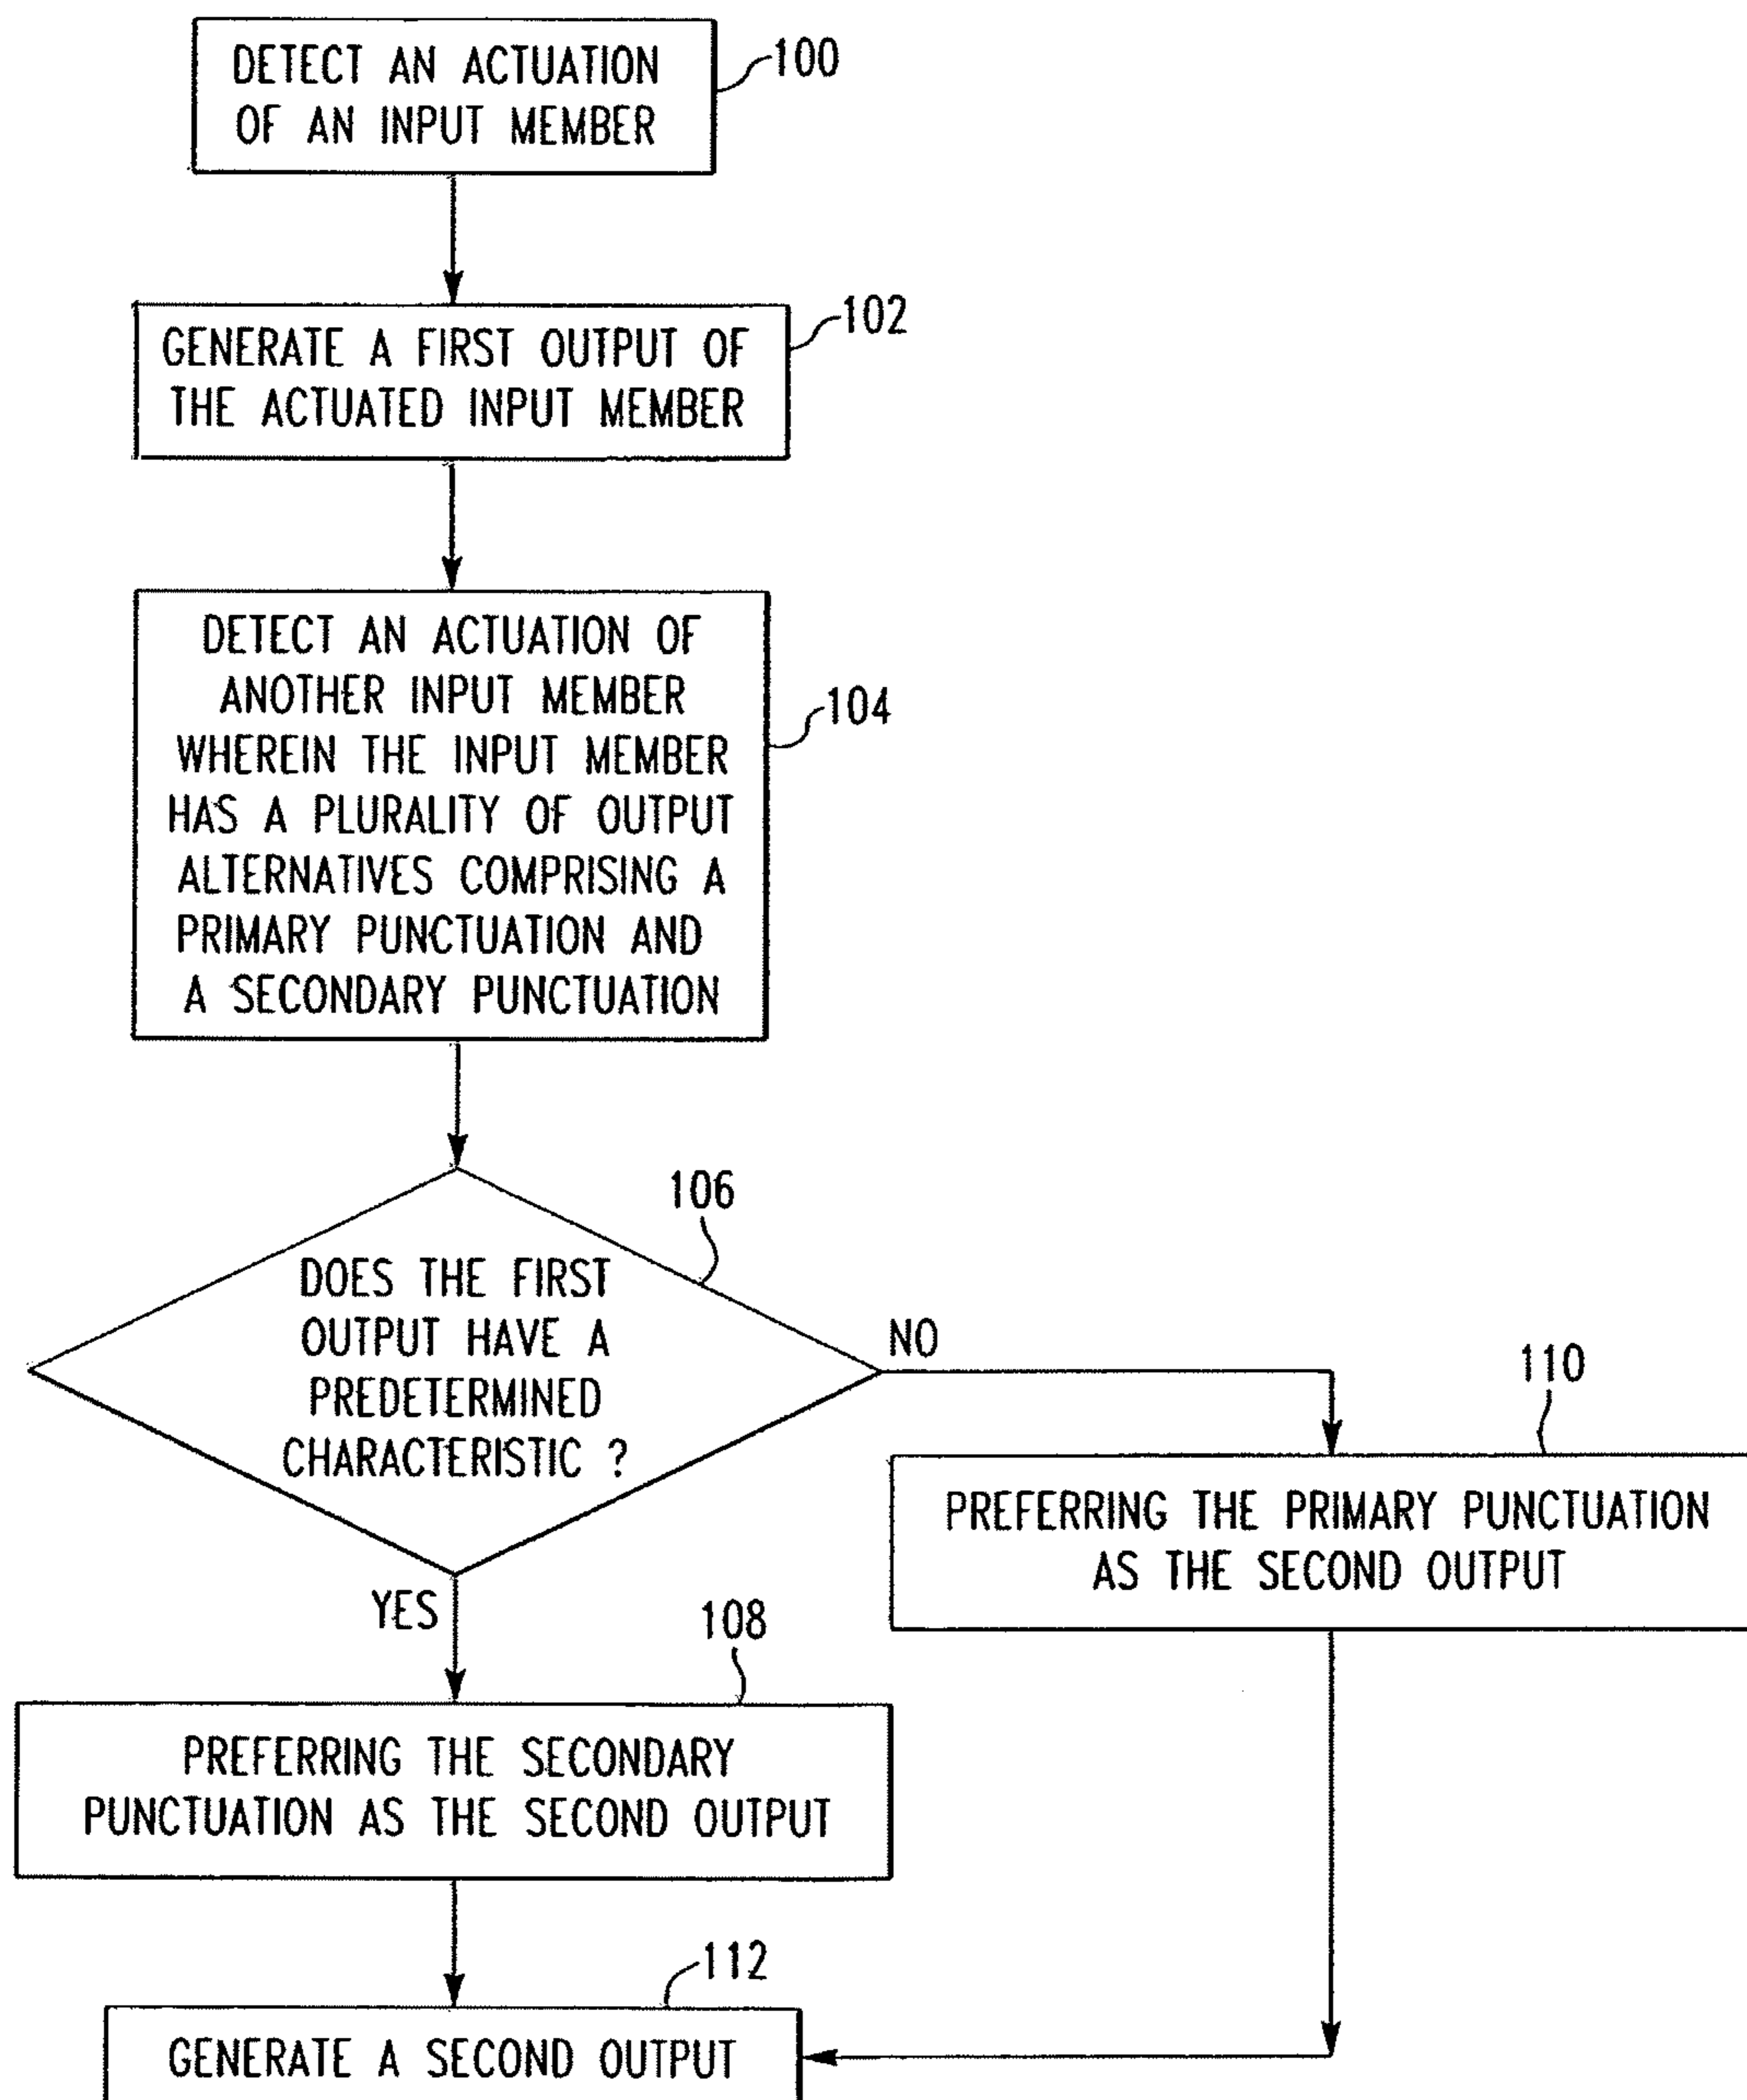 DETECT AN ACTUATION
OF AN INPUT MEMBER
100
GENERATE A FIRST OUTPUT OF
THE ACTUATED INPUT MEMBER
102
DETECT AN ACTUATION OF
ANOTHER INPUT MEMBER
WHEREIN THE INPUT MEMBER
HAS A PLURALITY OF OUTPUT
ALTERNATIVES COMPRISING A
PRIMARY PUNCTUATION AND
A SECONDARY PUNCTUATION
104
106
DOES THE FIRST
OUTPUT HAVE A
PREDETERMINED
CHARACTERISTIC ?
NO
110
PREFERRING THE PRIMARY PUNCTUATION
AS THE SECOND OUTPUT
YES
108
PREFERRING THE SECONDARY
PUNCTUATION AS THE SECOND OUTPUT
112
GENERATE A SECOND OUTPUT